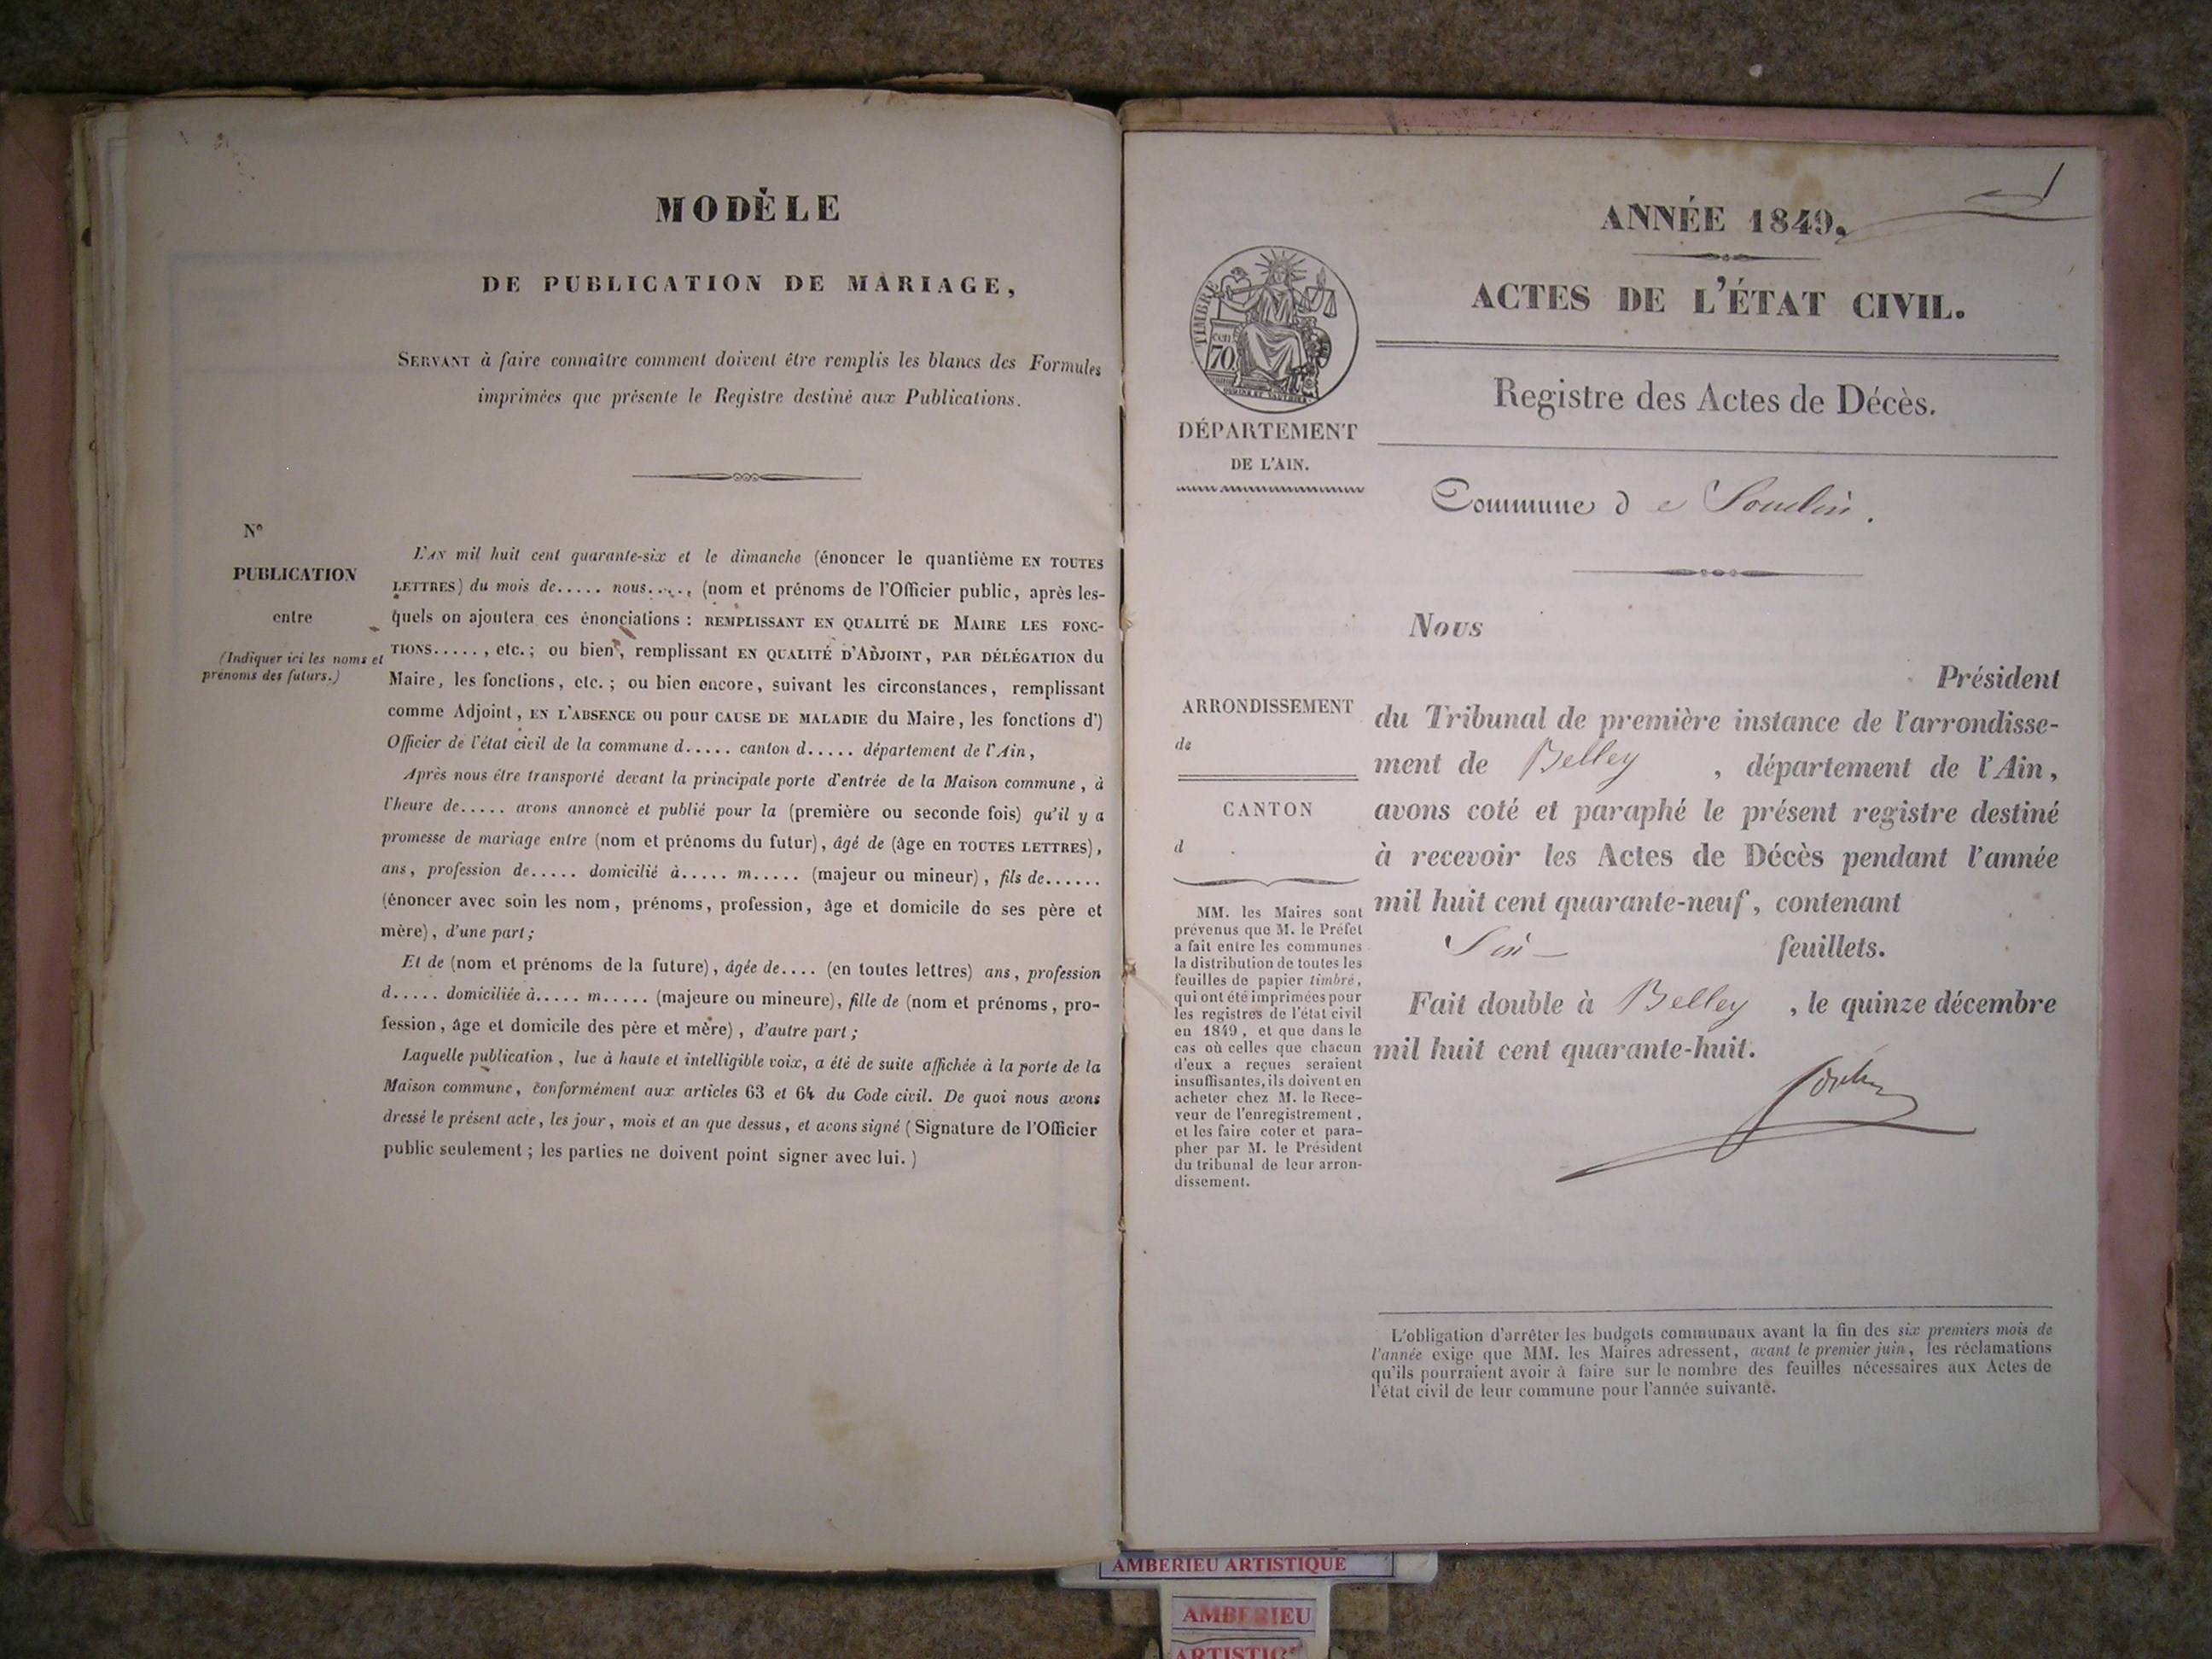 MODÈLE
DE PUBLICATION DE MARIAGE,
SERVANT à faire connaître comment doivent être remplis les blancs des Formules
imprimées que présente le Registre destiné aux Publications.
N°
PUBLICATION
entre
(Indiquer ici les noms et
prénoms des futurs.)
L'AN mil huit cent quarante-six et le dimanche (énoncer le quantième EN TOUTES
LETTRES) du mois de..... nous...., (nom et prénoms de l'Officier public, après les-
quels on ajoutera ces énonciations : REMPLISSANT EN QUALITÉ DE MAIRE LES FONC-
TIONS....., etc.; ou bien, remplissant EN QUALITÉ D'ADJOINT, PAR DÉLÉGATION du
Maire, les fonctions, etc.; ou bien encore, suivant les circonstances, remplissant
comme Adjoint, EN L'ABSENCE ou pour CAUSE DE MALADIE du Maire, les fonctions d')
Officier de l'état civil de la commune d..... canton d..... département de l'Ain,
Après nous être transporté devant la principale porte d'entrée de la Maison commune, à
l'heure de..... avons annoncé et publié pour la (première ou seconde fois) qu'il y a
promesse de mariage entre (nom et prénoms du futur), âgé de (âge en TOUTES LETTRES),
ans, profession de..... domicilié à..... m..... (majeur ou mineur), fils de......
(énoncer avec soin les nom, prénoms, profession, âge et domicile de ses père et
mère), d'une part;
Et de (nom et prénoms de la future), âgée de.... (en toutes lettres) ans, profession
d..... domiciliée à..... m..... (majeure ou mineure), fille de (nom et prénoms, pro-
fession, âge et domicile des père et mère), d'autre part;
Laquelle publication, lue à haute et intelligible voix, a été de suite affichée à la porte de la
Maison commune, conformément aux articles 63 et 64 du Code civil. De quoi nous avons
dressé le présent acte, les jour, mois et an que dessus, et avons signé (Signature de l'Officier
public seulement; les parties ne doivent point signer avec lui.)
ANNÉE 1849.
ACTES DE L'ÉTAT CIVIL.
TIMBRE
cen
70
Registre des Actes de Décès.
DÉPARTEMENT
DE L'AIN.
Commune de Souclin.
Nous
Président
du Tribunal de première instance de l'arrondisse-
ment de Belley, département de l'Ain,
avons coté et paraphé le présent registre destiné
à recevoir les Actes de Décès pendant l'année
mil huit cent quarante-neuf, contenant
Six feuillets.
Fait double à Belley, le quinze décembre
mil huit cent quarante-huit.
ARRONDISSEMENT
de
CANTON
d
MM. les Maires sont
prévenus que M. le Préfet
a fait entre les communes
la distribution de toutes les
feuilles de papier timbré,
qui ont été imprimées pour
les registres de l'état civil
en 1849, et que dans le
cas où celles que chacun
d'eux a reçues seraient
insuffisantes, ils doivent en
acheter chez M. le Rece-
veur de l'enregistrement,
et les faire coter et para-
pher par M. le Président
du tribunal de leur arron-
dissement.
L'obligation d'arrêter les budgets communaux avant la fin des six premiers mois de
l'année exige que MM. les Maires adressent, avant le premier juin, les réclamations
qu'ils pourraient avoir à faire sur le nombre des feuilles nécessaires aux Actes de
l'état civil de leur commune pour l'année suivante.
AMBERIEU ARTISTIQUE
AMBERIEU